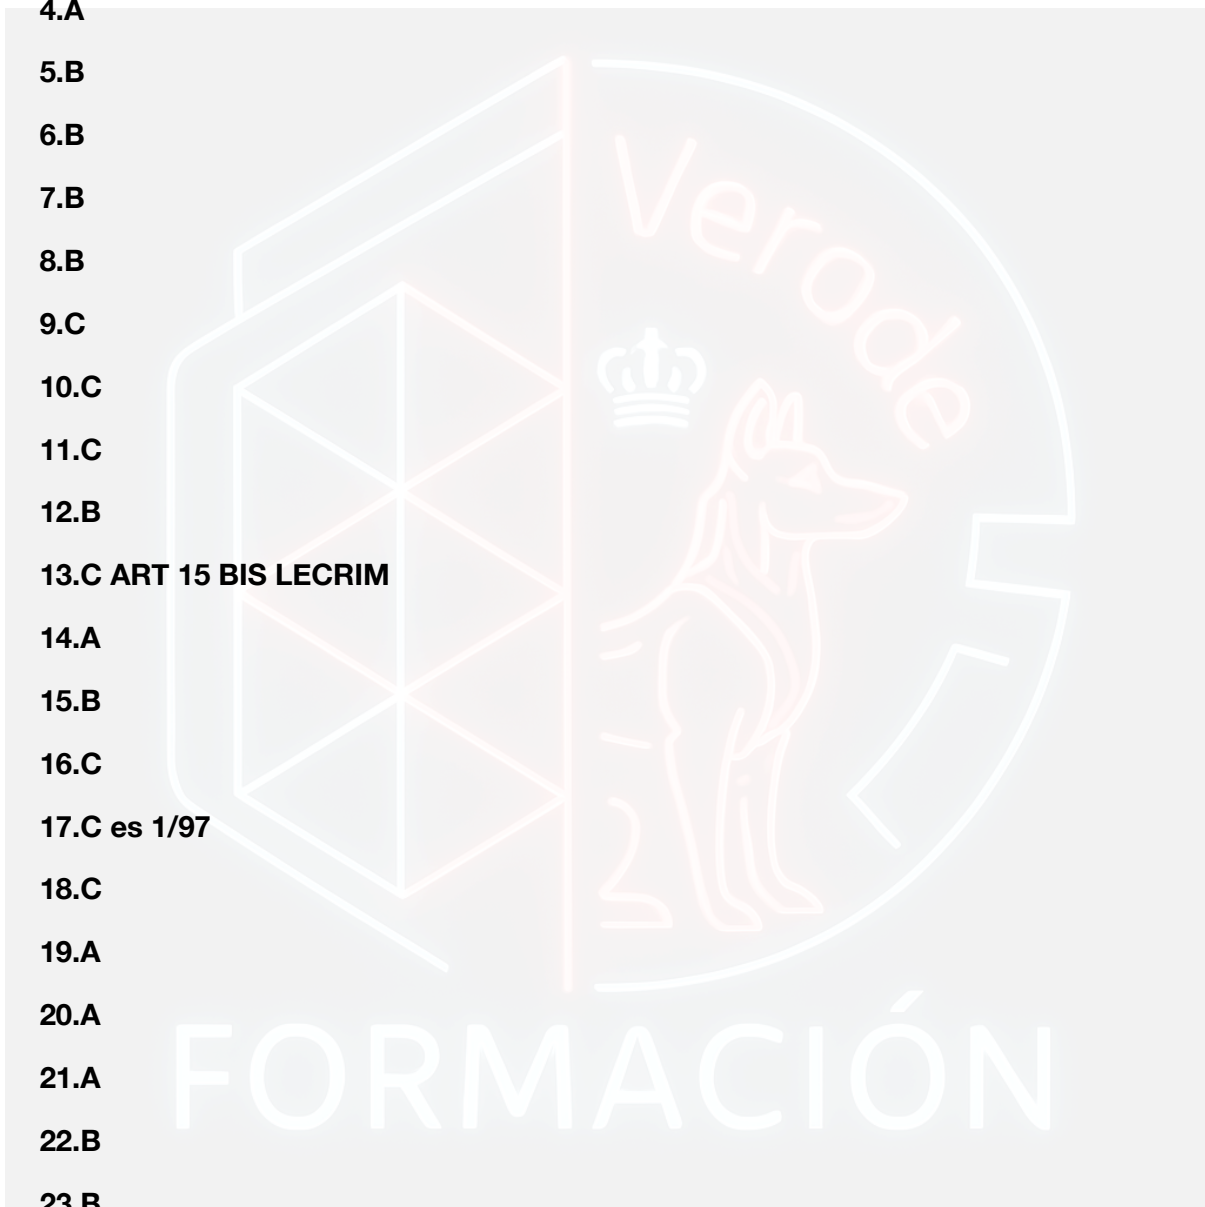 4.A
5.B
6.B
7.B
8.B
9.C
10.C
11.C
12.B
13.C ART 15 BIS LECRIM
14.A
15.B
16.C
17.C es 1/97
18.C
19.A
20.A
21.A
22.B
23.B
Verode
FORMACIÓN